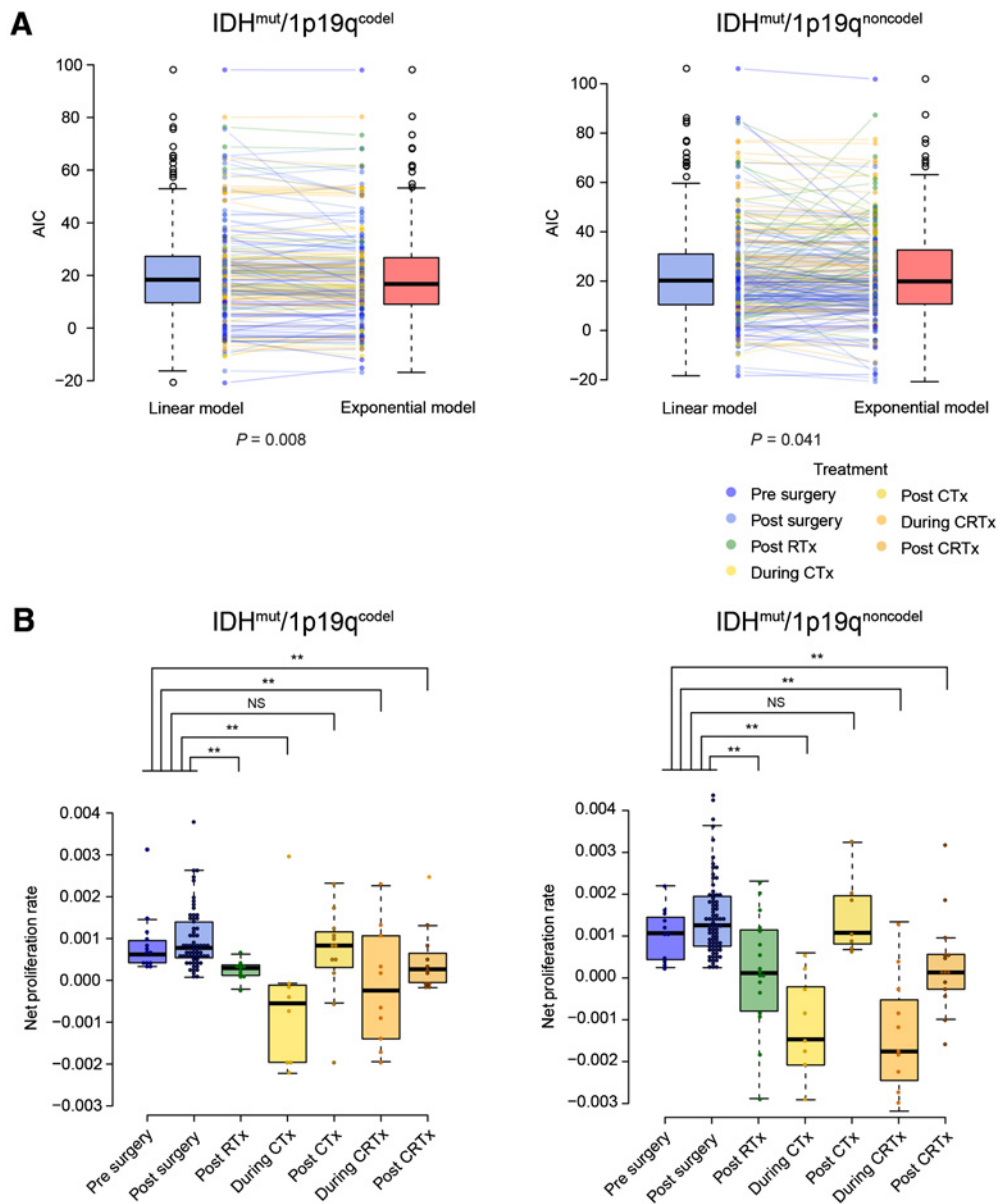 A
IDHmut/1p19qcodel
IDHmut/1p19qnoncodel
AIC
100
80
60
40
20
0
−20
Linear model
Exponential model
P = 0.008
AIC
100
80
60
40
20
0
−20
Linear model
Exponential model
P = 0.041
Treatment
Pre surgery
Post surgery
Post RTx
During CTx
Post CTx
During CRTx
Post CRTx
B
IDHmut/1p19qcodel
IDHmut/1p19qnoncodel
**
**
NS
**
**
Net proliferation rate
0.004
0.003
0.002
0.001
0.000
−0.001
−0.002
−0.003
Pre surgery
Post surgery
Post RTx
During CTx
Post CTx
During CRTx
Post CRTx
**
**
NS
**
**
Net proliferation rate
0.004
0.003
0.002
0.001
0.000
−0.001
−0.002
−0.003
Pre surgery
Post surgery
Post RTx
During CTx
Post CTx
During CRTx
Post CRTx